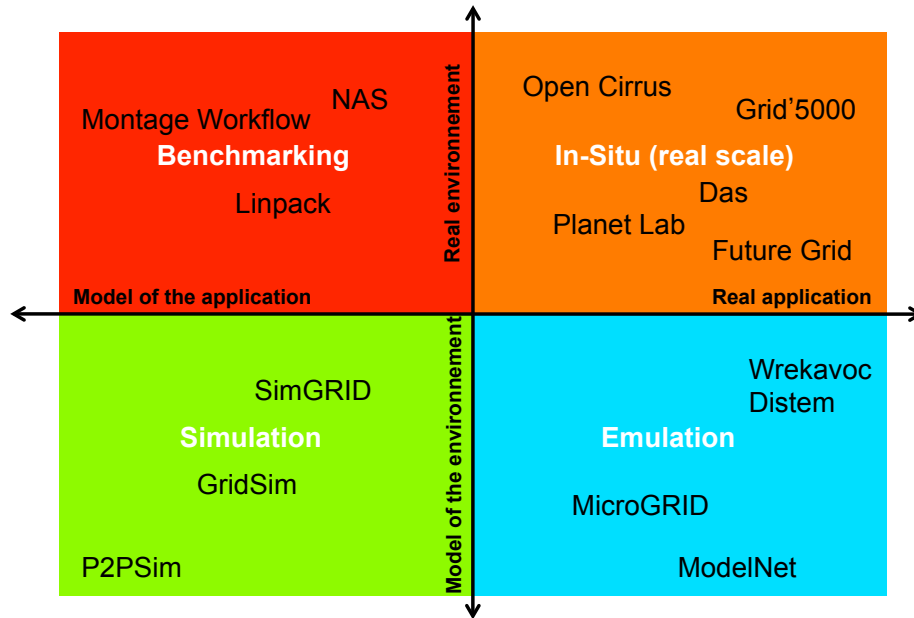 Open Cirrus
NAS
Grid'5000
Montage Workflow
Benchmarking
In-Situ (real scale)
Das
Linpack
Planet Lab
Future Grid
Real environnement
Model of the application
Real application
Model of the environnement
SimGRID
Wrekavoc
Distem
Simulation
Emulation
GridSim
MicroGRID
P2PSim
ModelNet